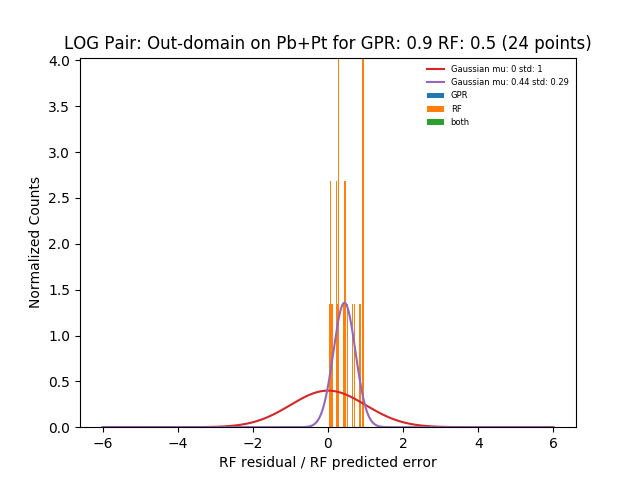 LOG Pair: Out-domain on Pb+Pt for GPR: 0.9 RF: 0.5 (24 points)
Gaussian mu: 0 std: 1
Gaussian mu: 0.44 std: 0.29
GPR
RF
both
Normalized Counts
4.0
3.5
3.0
2.5
2.0
1.5
1.0
0.5
0.0
−6 −4 −2 0 2 4 6
RF residual / RF predicted error